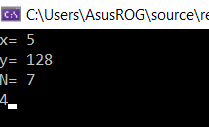 C:\Users\AsusROG\source\re
x= 5
y= 128
N= 7
4